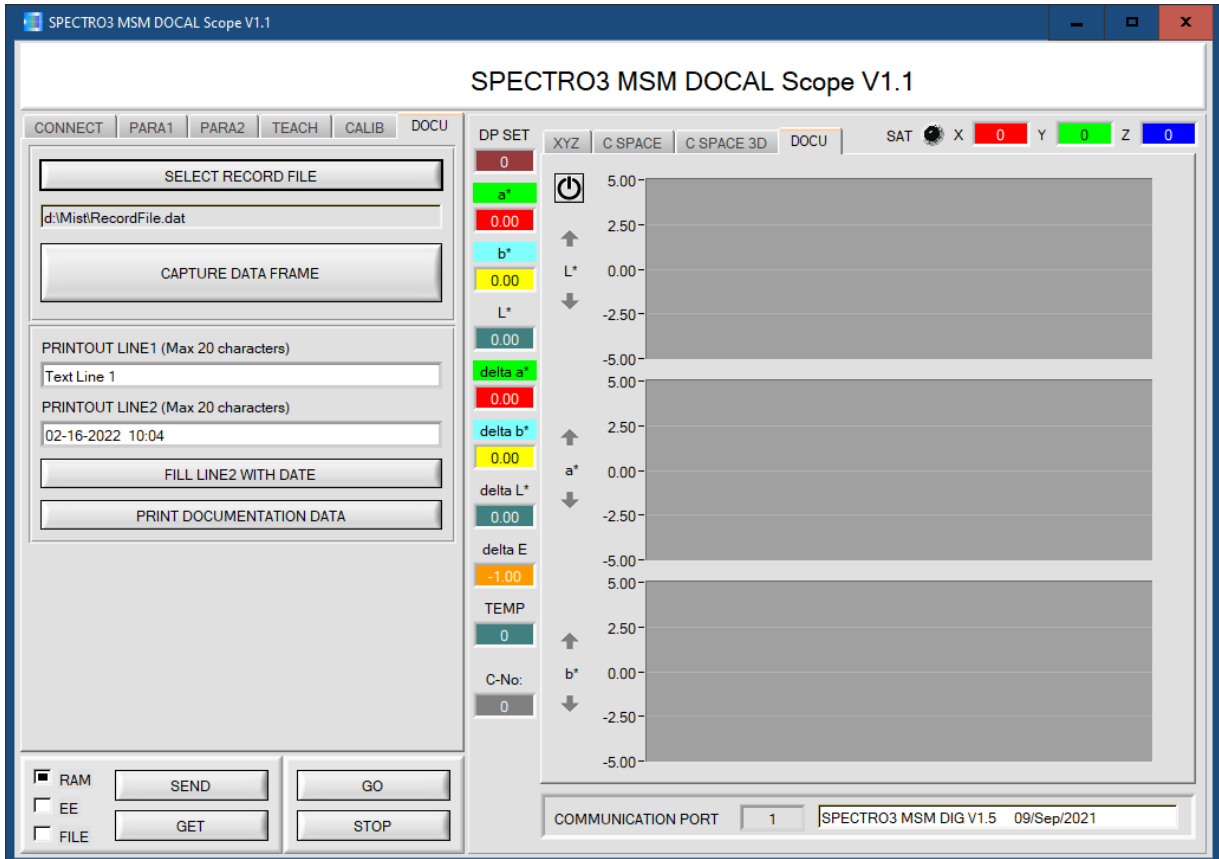 SPECTRO3 MSM DOCAL Scope V1.1
SPECTRO3 MSM DOCAL Scope V1.1
CONNECT PARA1 PARA2 TEACH CALIB DOCU
SELECT RECORD FILE
d:\Mist\RecordFile.dat
CAPTURE DATA FRAME
PRINTOUT LINE1 (Max 20 characters)
Text Line 1
PRINTOUT LINE2 (Max 20 characters)
02-16-2022 10:04
FILL LINE2 WITH DATE
PRINT DOCUMENTATION DATA
RAM
EE
FILE
SEND
GET
GO
STOP
DP SET
0
a*
0.00
b*
0.00
L*
0.00
delta a*
0.00
delta b*
0.00
delta L*
0.00
delta E
-1.00
TEMP
0
C-No:
0
XYZ C SPACE C SPACE 3D DOCU
SAT X 0 Y 0 Z 0
5.00
2.50
L* 0.00
-2.50
-5.00
5.00
2.50
a* 0.00
-2.50
-5.00
5.00
2.50
b* 0.00
-2.50
-5.00
COMMUNICATION PORT 1 SPECTRO3 MSM DIG V1.5 09/Sep/2021